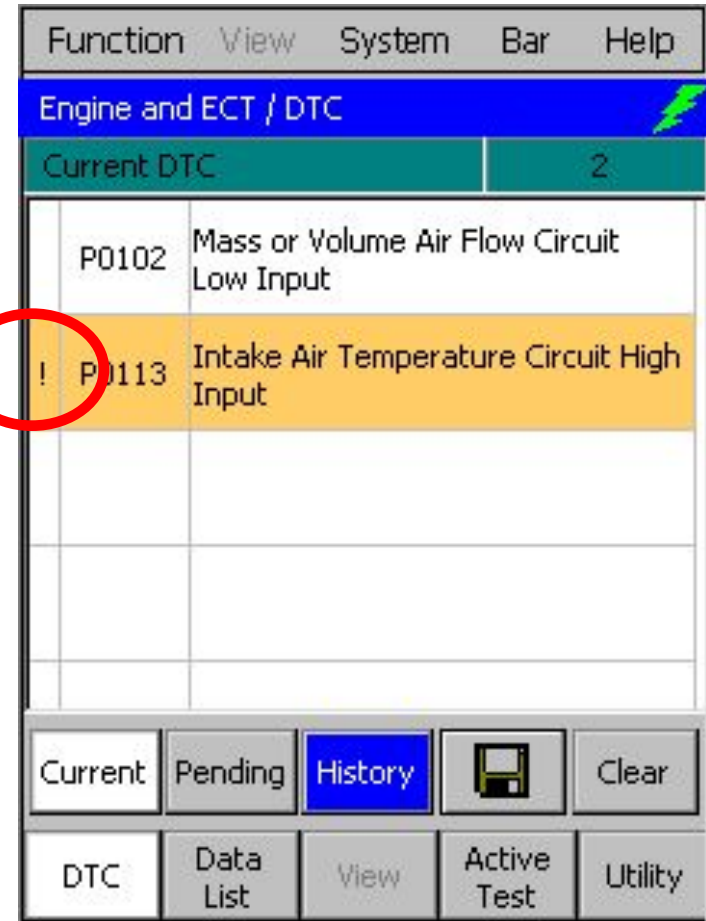 Function View System Bar Help
Engine and ECT / DTC
Current DTC 2
P0102 Mass or Volume Air Flow Circuit
Low Input
! P0113 Intake Air Temperature Circuit High
Input
Current Pending History Clear
DTC Data List View Active Test Utility